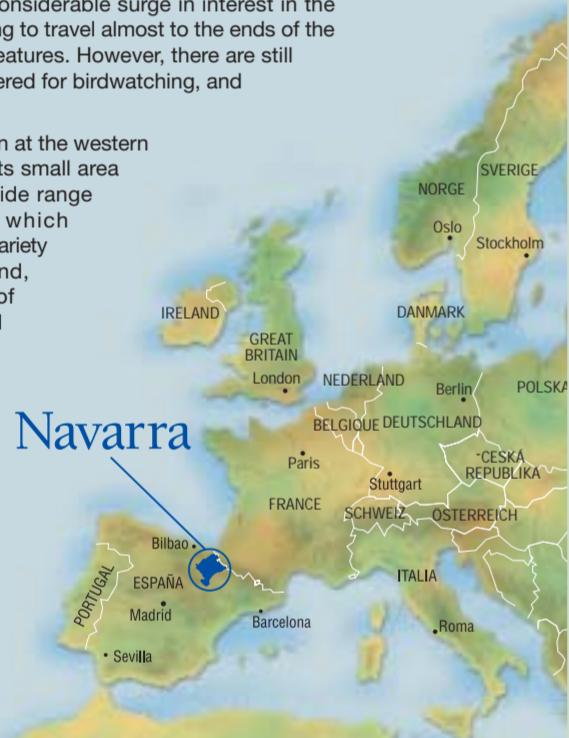 onsiderable surge in interest in the
g to travel almost to the ends of the
eatures. However, there are still
ered for birdwatching, and
n at the western
ts small area
ide range
which
ariety
nd,
of
NORGE
SVERIGE
Oslo
Stockholm
IRELAND
DANMARK
GREAT
BRITAIN
London
NEDERLAND
Berlin
POLSKA
BELGIQUE
DEUTSCHLAND
Navarra
Paris
ČESKÁ
REPUBLIKA
Stuttgart
FRANCE
SCHWEIZ
ÖSTERREICH
Bilbao
PORTUGAL
ESPAÑA
ITALIA
Madrid
Barcelona
Roma
Sevilla